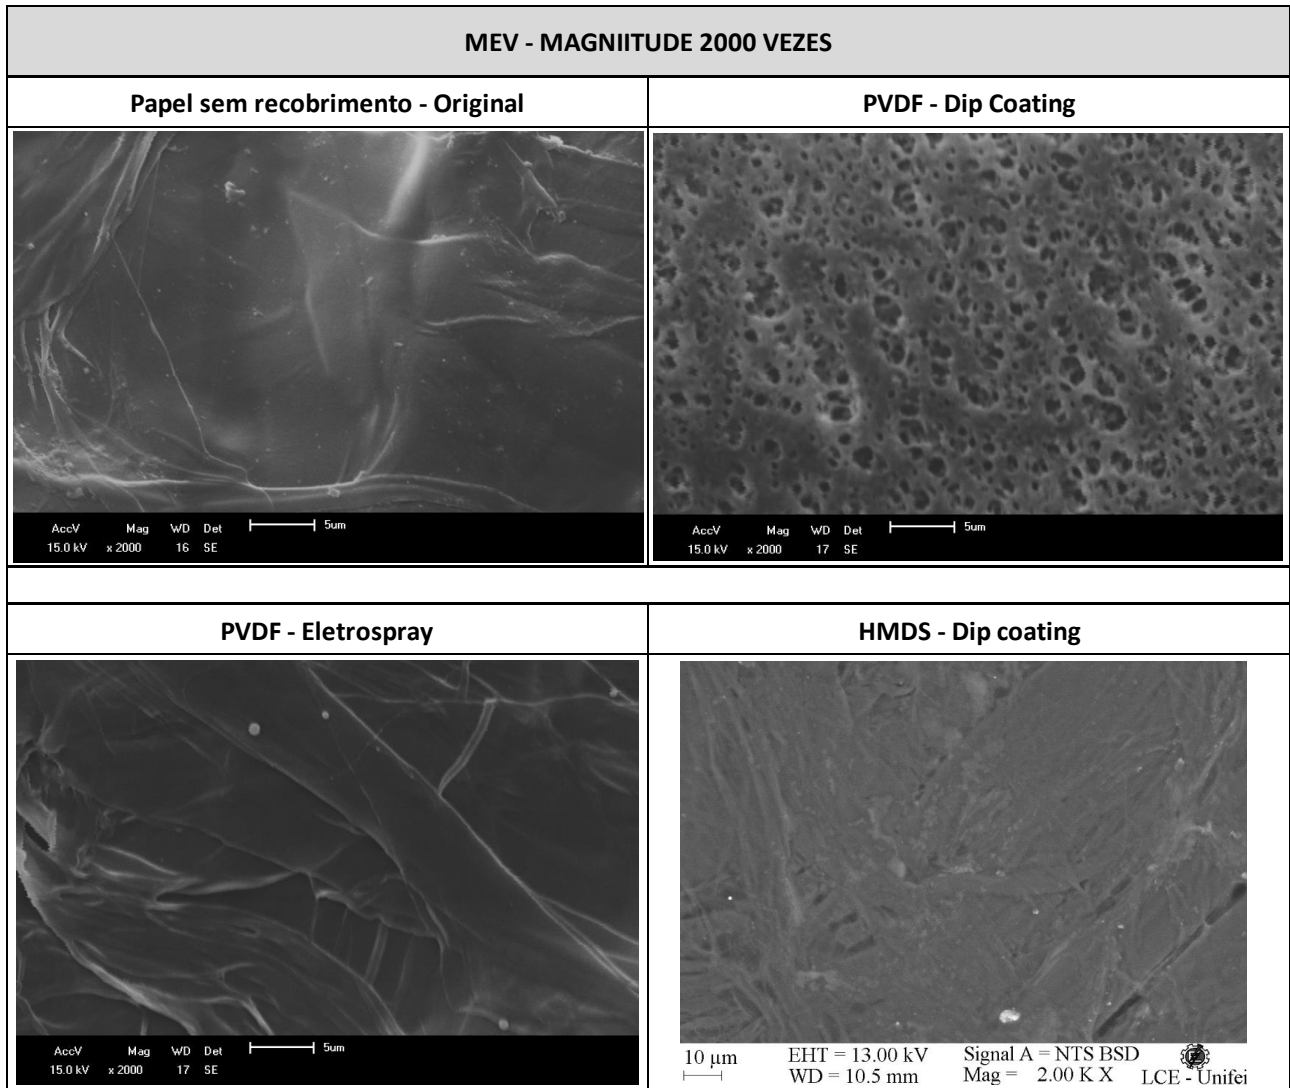 MEV - MAGNIITUDE 2000 VEZES
Papel sem recobrimento - Original
PVDF - Dip Coating
AccV Mag WD Det 5um
15.0 kV x 2000 16 SE
AccV Mag WD Det 5um
15.0 kV x 2000 17 SE
PVDF - Eletrospray
HMDS - Dip coating
AccV Mag WD Det 5um
15.0 kV x 2000 17 SE
10 µm EHT = 13.00 kV Signal A = NTS BSD
WD = 10.5 mm Mag = 2.00 K X LCE - Unifei